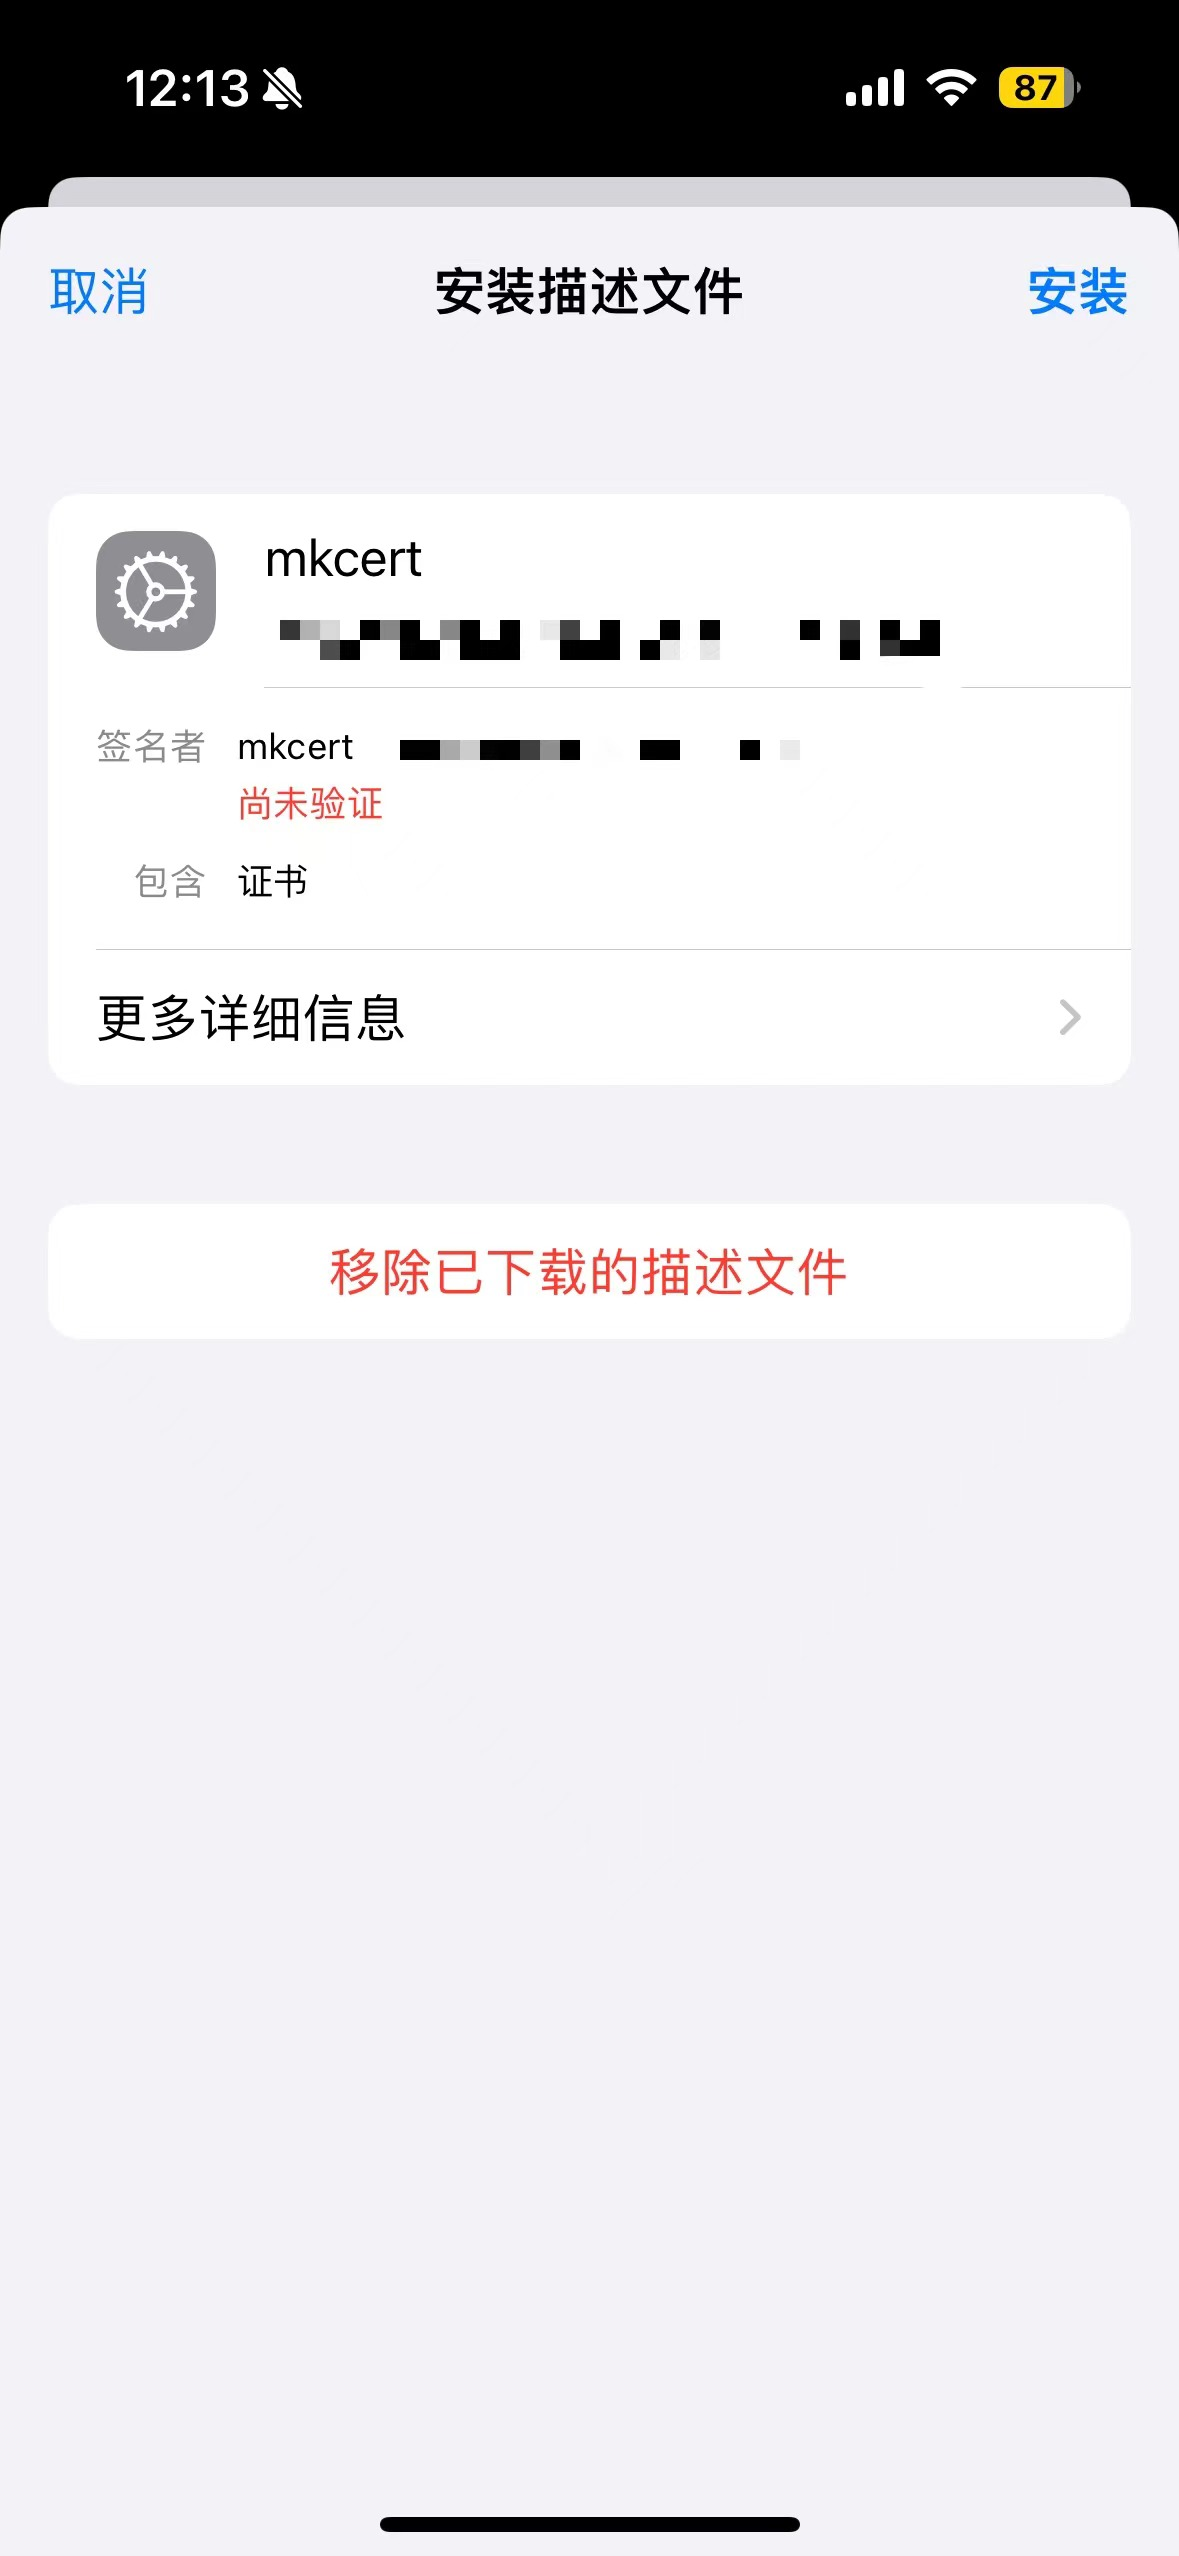 12:13
87
取消
安装描述文件
安装
mkcert
签名者 mkcert
尚未验证
包含 证书
更多详细信息
移除已下载的描述文件